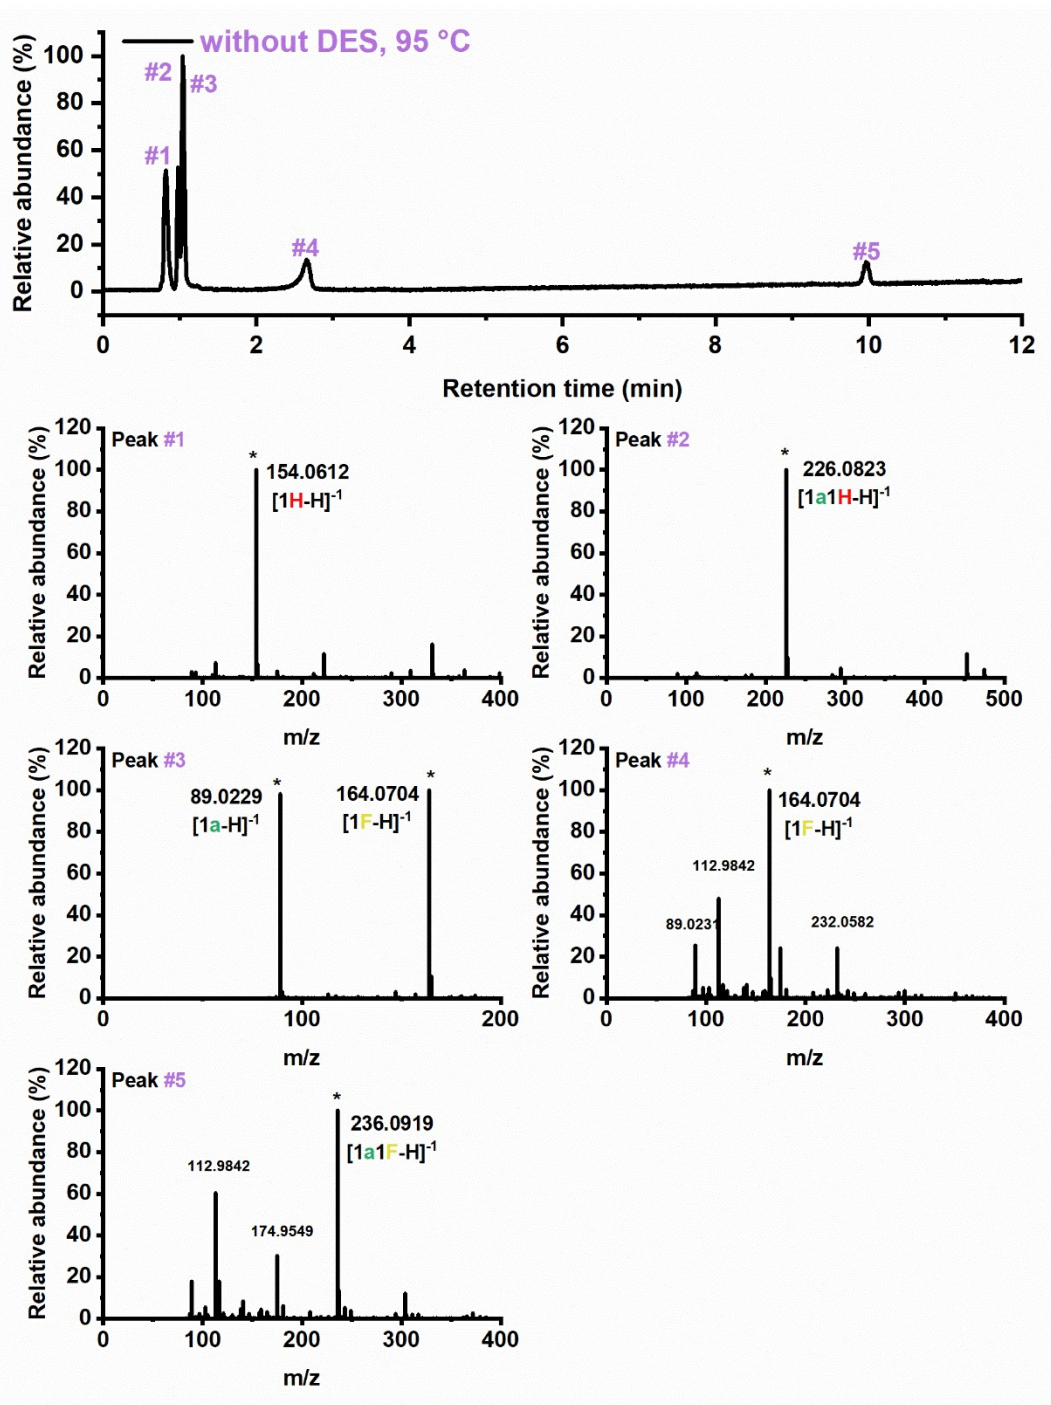 without DES, 95 °C
Relative abundance (%)
100
80
60
40
20
0
#1
#2
#3
#4
#5
0 2 4 6 8 10 12
Retention time (min)
Peak #1
Relative abundance (%)
120
100
80
60
40
20
0
*
154.0612
[1H-H]-1
0 100 200 300 400
m/z
Peak #2
Relative abundance (%)
120
100
80
60
40
20
0
*
226.0823
[1a1H-H]-1
0 100 200 300 400 500
m/z
Peak #3
Relative abundance (%)
120
100
80
60
40
20
0
*
89.0229
[1a-H]-1
*
164.0704
[1F-H]-1
0 100 200
m/z
Peak #4
Relative abundance (%)
120
100
80
60
40
20
0
*
164.0704
[1F-H]-1
112.9842
89.0231
232.0582
0 100 200 300 400
m/z
Peak #5
Relative abundance (%)
120
100
80
60
40
20
0
*
236.0919
[1a1F-H]-1
112.9842
174.9549
0 100 200 300 400
m/z